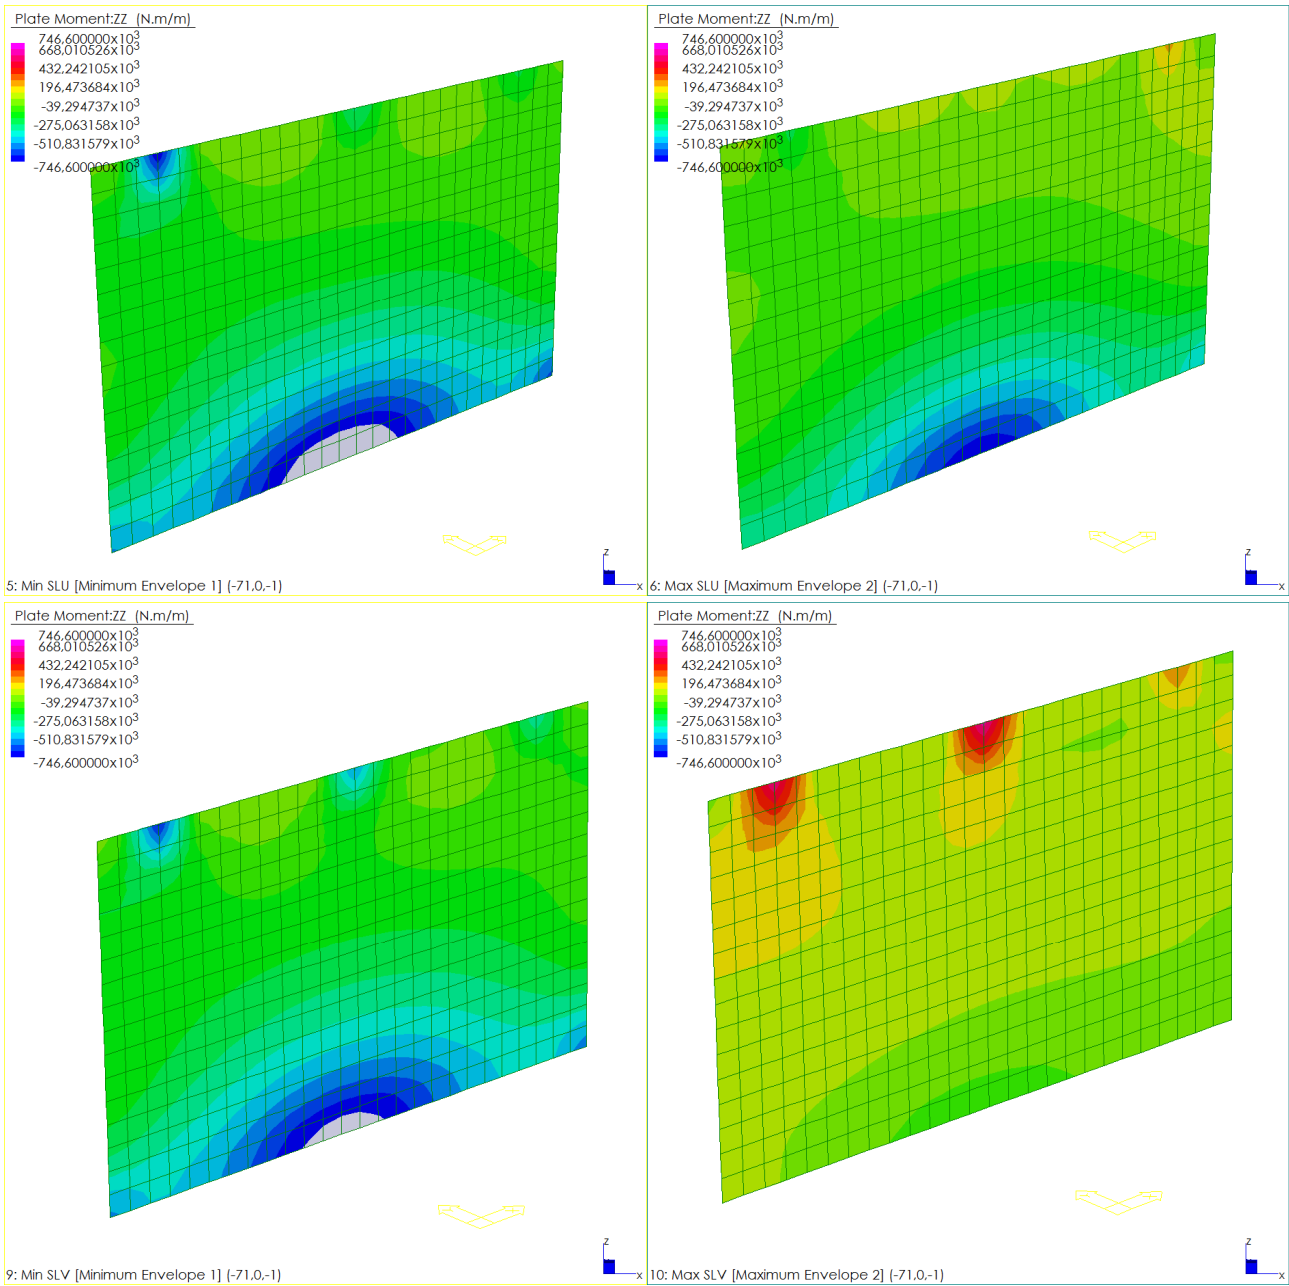 Plate Moment:ZZ (N.m/m)
746,600000x10³
668,010526x10³
432,242105x10³
196,473684x10³
-39,294737x10³
-275,063158x10³
-510,831579x10³
-746,600000x10³
z
x
5: Min SLU [Minimum Envelope 1] (-71,0,-1)
Plate Moment:ZZ (N.m/m)
746,600000x10³
668,010526x10³
432,242105x10³
196,473684x10³
-39,294737x10³
-275,063158x10³
-510,831579x10³
-746,600000x10³
z
x
6: Max SLU [Maximum Envelope 2] (-71,0,-1)
Plate Moment:ZZ (N.m/m)
746,600000x10³
668,010526x10³
432,242105x10³
196,473684x10³
-39,294737x10³
-275,063158x10³
-510,831579x10³
-746,600000x10³
z
x
9: Min SLV [Minimum Envelope 1] (-71,0,-1)
Plate Moment:ZZ (N.m/m)
746,600000x10³
668,010526x10³
432,242105x10³
196,473684x10³
-39,294737x10³
-275,063158x10³
-510,831579x10³
-746,600000x10³
z
x
10: Max SLV [Maximum Envelope 2] (-71,0,-1)